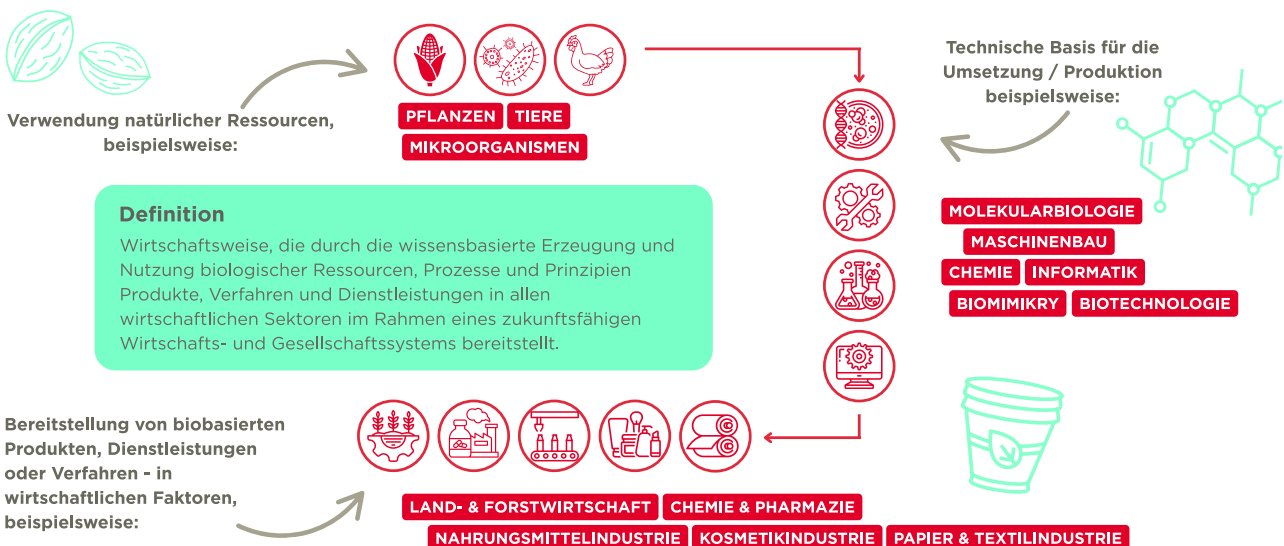 Verwendung natürlicher Ressourcen,
beispielsweise:
PFLANZEN TIERE
MIKROORGANISMEN
Technische Basis für die
Umsetzung / Produktion
beispielsweise:
MOLEKULARBIOLOGIE
MASCHINENBAU
CHEMIE INFORMATIK
BIOMIMIKRY BIOTECHNOLOGIE
Definition
Wirtschaftsweise, die durch die wissensbasierte Erzeugung und
Nutzung biologischer Ressourcen, Prozesse und Prinzipien
Produkte, Verfahren und Dienstleistungen in allen
wirtschaftlichen Sektoren im Rahmen eines zukunftsfähigen
Wirtschafts- und Gesellschaftssystems bereitstellt.
Bereitstellung von biobasierten
Produkten, Dienstleistungen
oder Verfahren - in
wirtschaftlichen Faktoren,
beispielsweise:
LAND- & FORSTWIRTSCHAFT CHEMIE & PHARMAZIE
NAHRUNGSMITTELINDUSTRIE KOSMETIKINDUSTRIE PAPIER & TEXTILINDUSTRIE